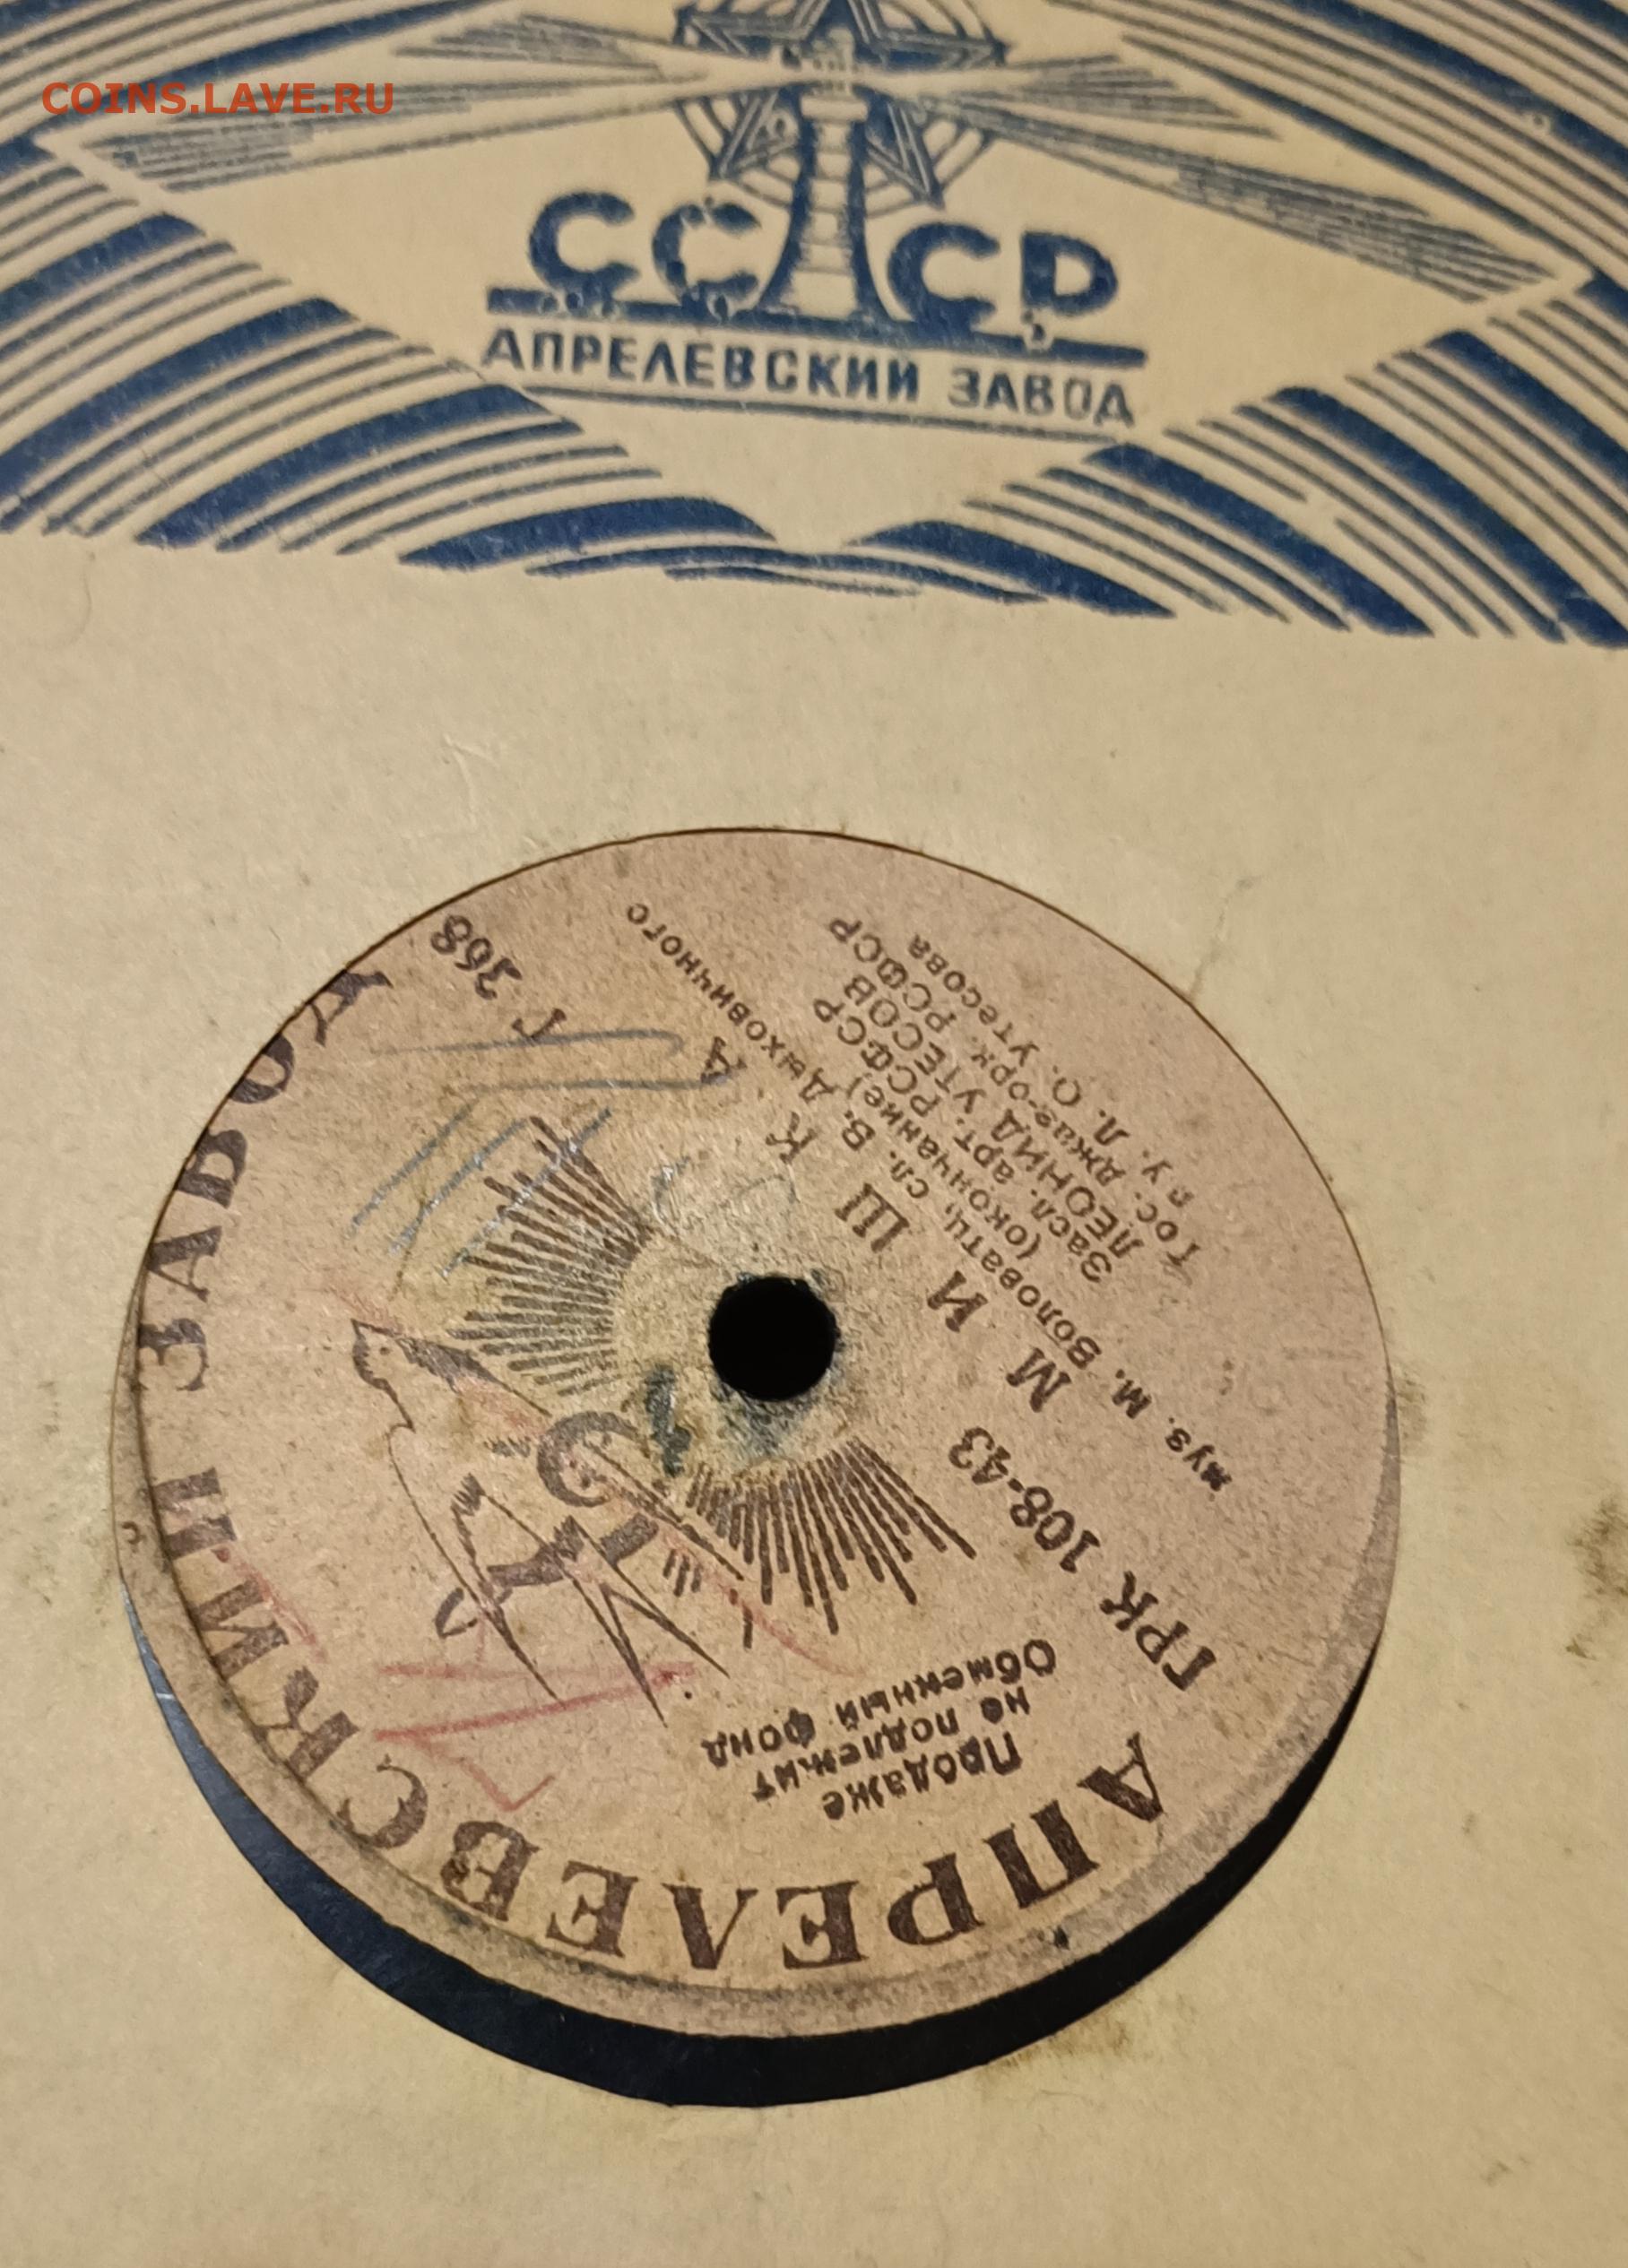 COINS.LAVE.RU
СССР
АПРЕЛЕВСКИЙ ЗАВОД
АПРЕЛЕВСКИЙ ЗАВОД
Продаже
не подлежит
Обменный фонд
ГРК 108-43
Г 368
МИШКА
муз. М. Воловатц, сл. В. Дыховичного
(окончание)
Засл. арт. РСФСР
ЛЕОНИД УТЕСОВ
Гос. джаз-орк. РСФСР
п/у. Л. О. Утесова